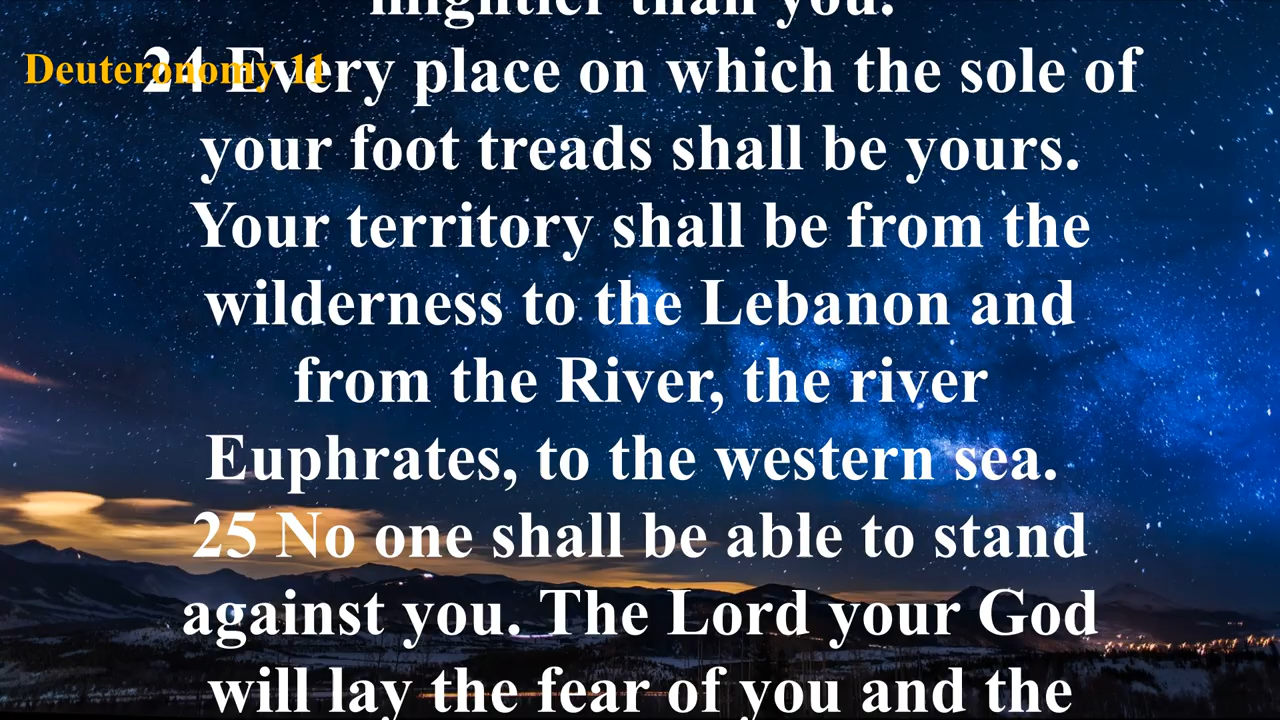 mightier than you.
Deuteronomy 11
24 Every place on which the sole of
your foot treads shall be yours.
Your territory shall be from the
wilderness to the Lebanon and
from the River, the river
Euphrates, to the western sea.
25 No one shall be able to stand
against you. The Lord your God
will lay the fear of you and the